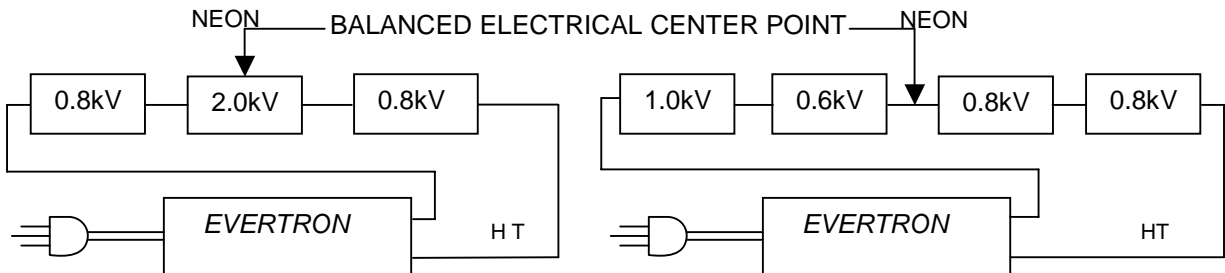 NEON BALANCED ELECTRICAL CENTER POINT NEON
0.8kV 2.0kV 0.8kV 1.0kV 0.6kV 0.8kV 0.8kV
EVERTRON H T EVERTRON HT